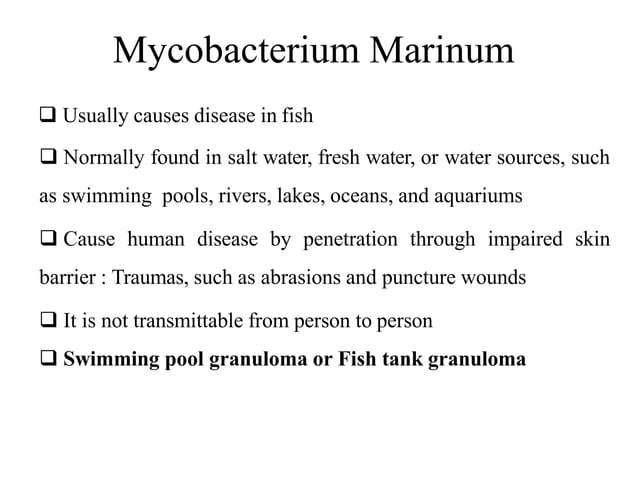 Mycobacterium Marinum
❑ Usually causes disease in fish
❑ Normally found in salt water, fresh water, or water sources, such
as swimming pools, rivers, lakes, oceans, and aquariums
❑ Cause human disease by penetration through impaired skin
barrier : Traumas, such as abrasions and puncture wounds
❑ It is not transmittable from person to person
❑ Swimming pool granuloma or Fish tank granuloma